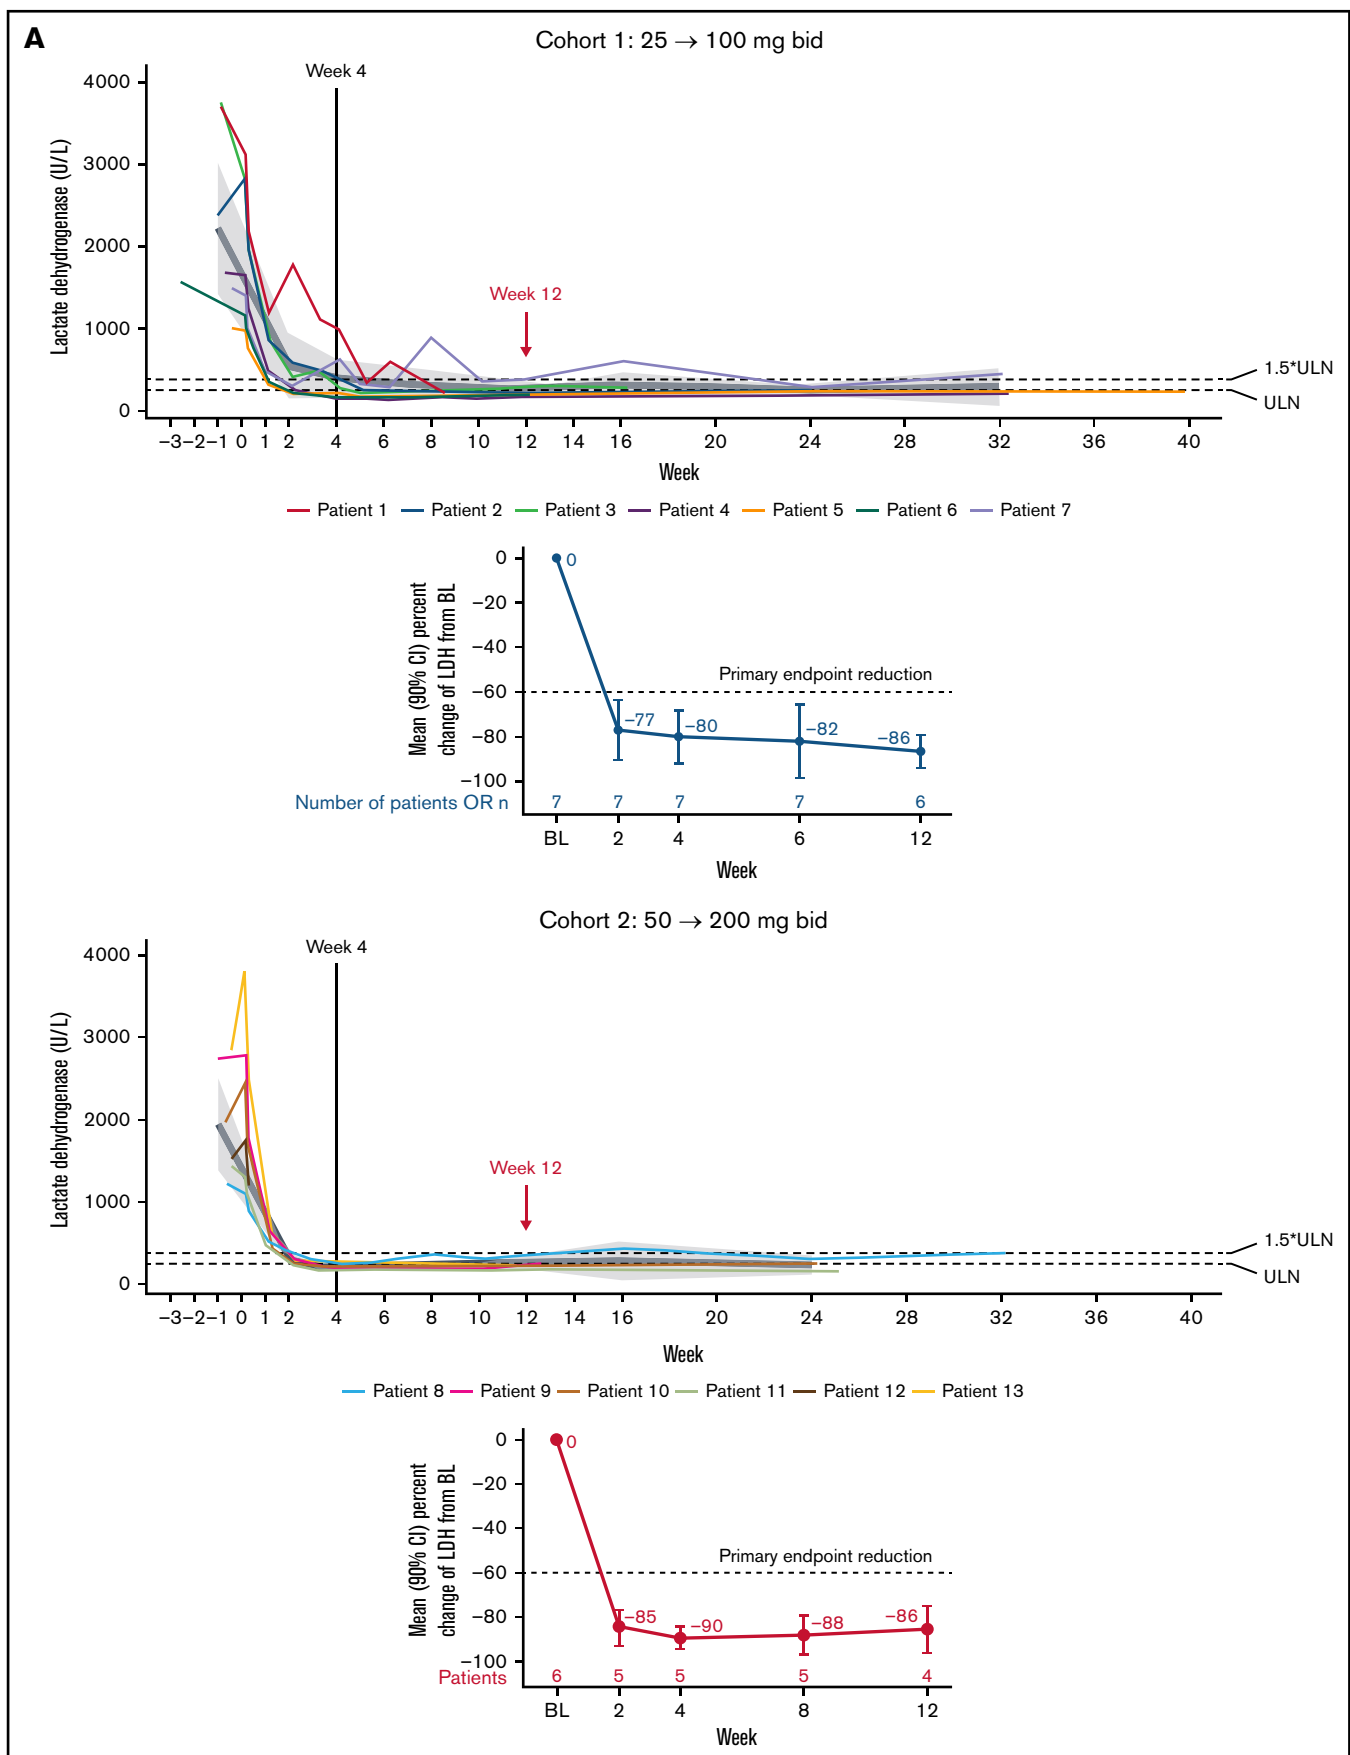 A
Cohort 1: 25 → 100 mg bid
Week 4
Lactate dehydrogenase (U/L)
4000
3000
2000
1000
0
Week 12
1.5*ULN
ULN
−3 −2 −1 0 1 2 4 6 8 10 12 14 16 20 24 28 32 36 40
Week
Patient 1 Patient 2 Patient 3 Patient 4 Patient 5 Patient 6 Patient 7
Mean (90% CI) percent
change of LDH from BL
0
−20
−40
−60
−80
−100
0
Primary endpoint reduction
−77 −80 −82 −86
Number of patients OR n 7 7 7 7 6
BL 2 4 6 12
Week
Cohort 2: 50 → 200 mg bid
Week 4
Lactate dehydrogenase (U/L)
4000
3000
2000
1000
0
Week 12
1.5*ULN
ULN
−3 −2 −1 0 1 2 4 6 8 10 12 14 16 20 24 28 32 36 40
Week
Patient 8 Patient 9 Patient 10 Patient 11 Patient 12 Patient 13
Mean (90% CI) percent
change of LDH from BL
0
−20
−40
−60
−80
−100
0
Primary endpoint reduction
−85 −90 −88 −86
Patients 6 5 5 5 4
BL 2 4 8 12
Week